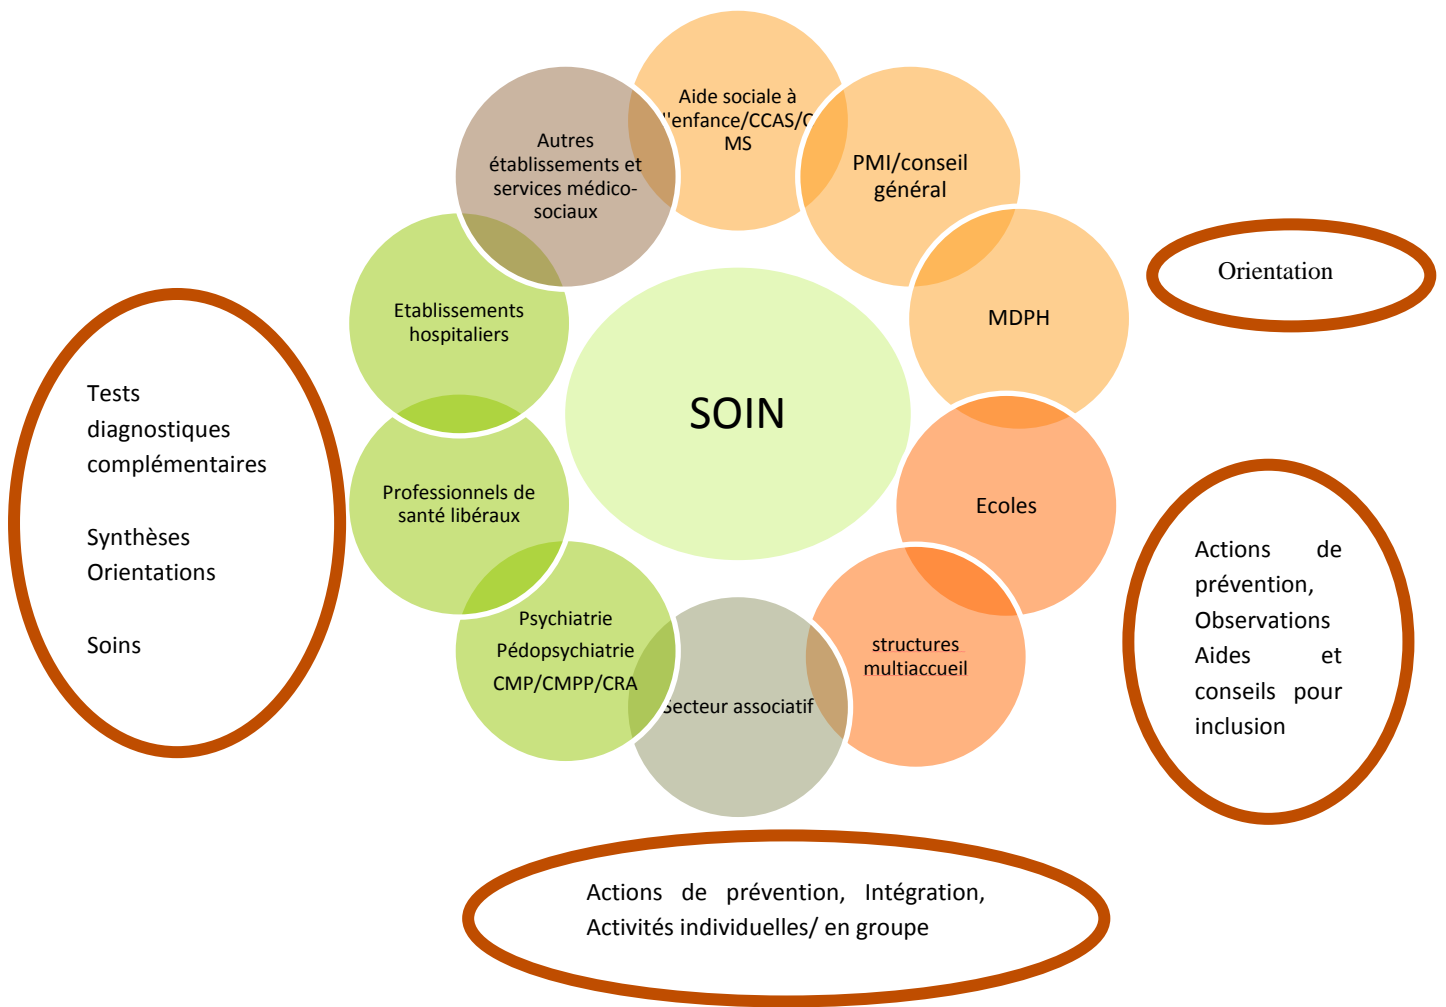 Aide sociale à
l'enfance/CCAS/C
MS
Autres
établissements et
services médico-
sociaux
PMI/conseil
général
Orientation
MDPH
Etablissements
hospitaliers
SOIN
Tests
diagnostiques
complémentaires
Synthèses
Orientations
Soins
Professionnels de
santé libéraux
Ecoles
Actions de
prévention,
Observations
Aides et
conseils pour
inclusion
Psychiatrie
Pédopsychiatrie
CMP/CMPP/CRA
structures
multiaccueil
Secteur associatif
Actions de prévention, Intégration,
Activités individuelles/ en groupe